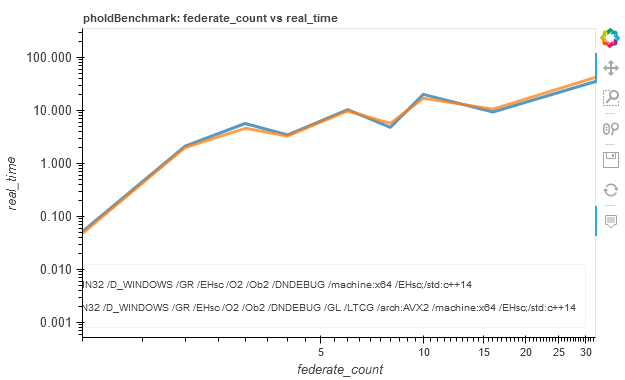 pholdBenchmark: federate_count vs real_time
100.000
10.000
1.000
0.100
0.010
0.001
real_time
N32 /D_WINDOWS /GR /EHsc /O2 /Ob2 /DNDEBUG /machine:x64 /EHsc;/std:c++14
N32 /D_WINDOWS /GR /EHsc /O2 /Ob2 /DNDEBUG /GL /LTCG /arch:AVX2 /machine:x64 /EHsc;/std:c++14
5 10 15 20 25 30
federate_count